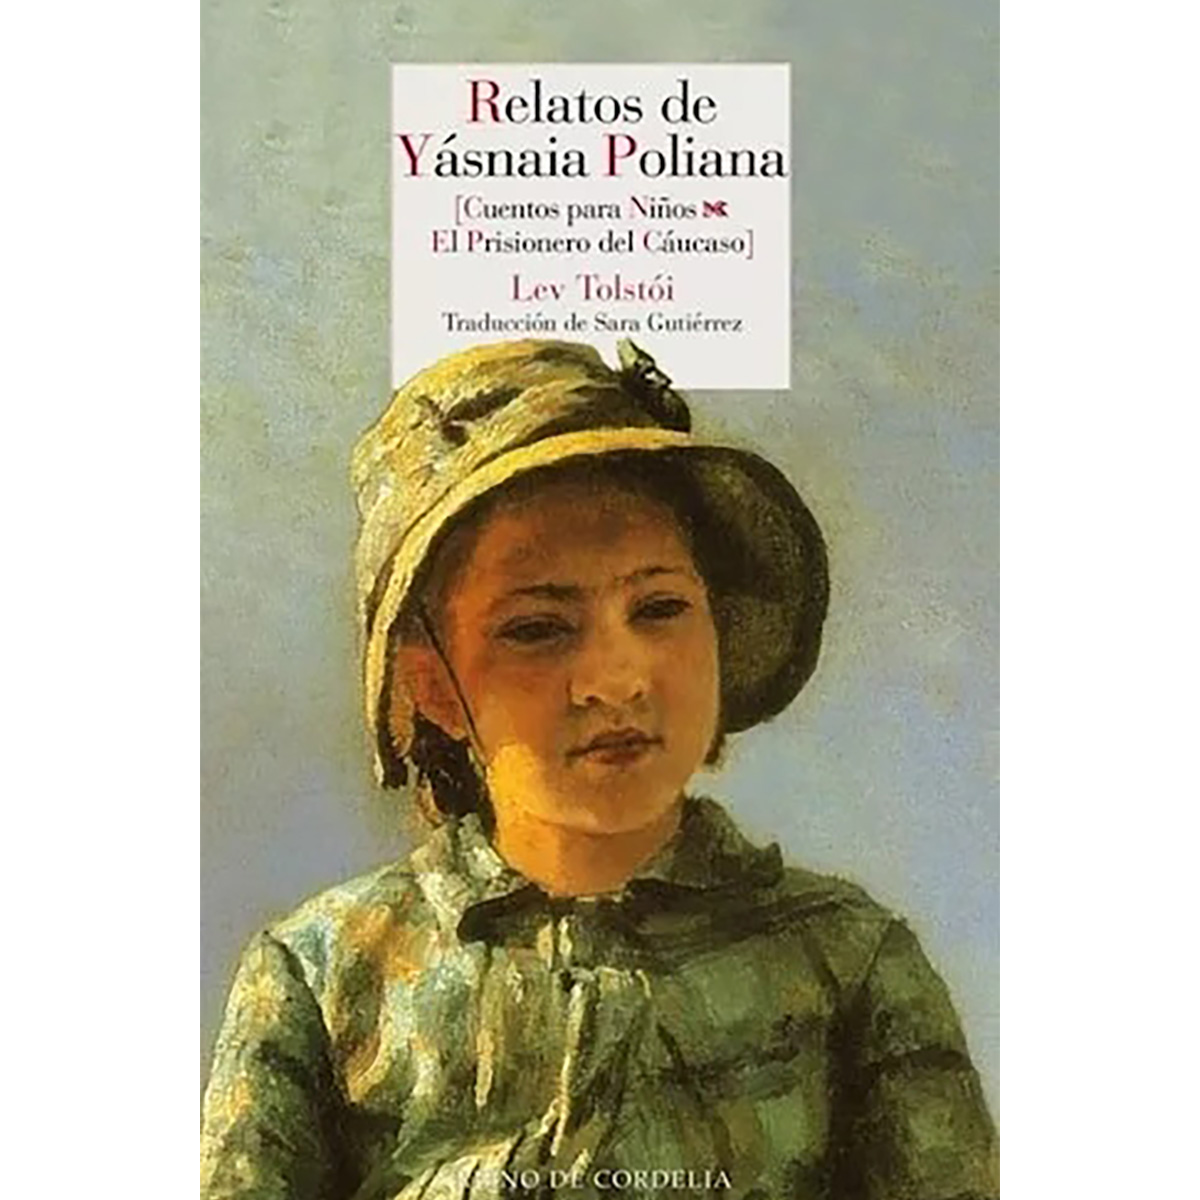 Relatos de
Yásnaia Poliana
[Cuentos para Niños
El Prisionero del Cáucaso]
Lev Tolstói
Traducción de Sara Gutiérrez
REINO DE CORDELIA